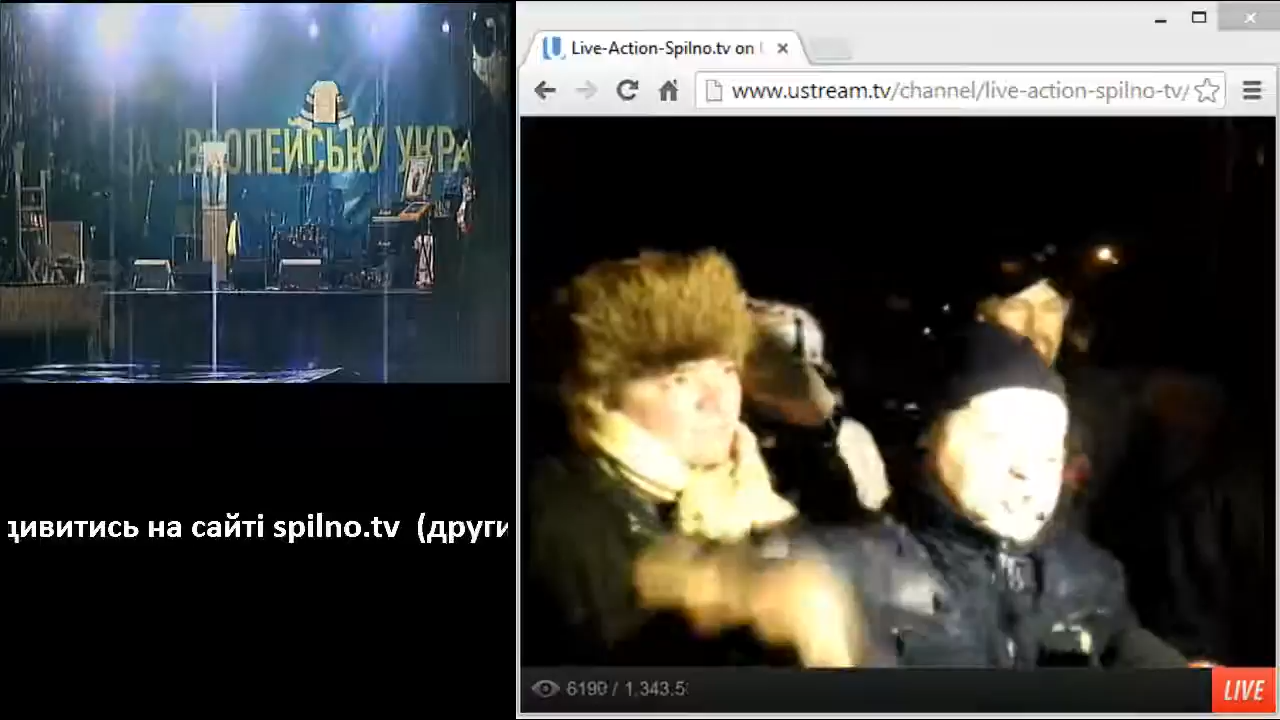 ЄВРОПЕЙСЬКУ УКРА
дивитись на сайті spilno.tv (други
Live-Action-Spilno.tv on
www.ustream.tv/channel/live-action-spilno-tv/
6190 / 1,343,5
LIVE